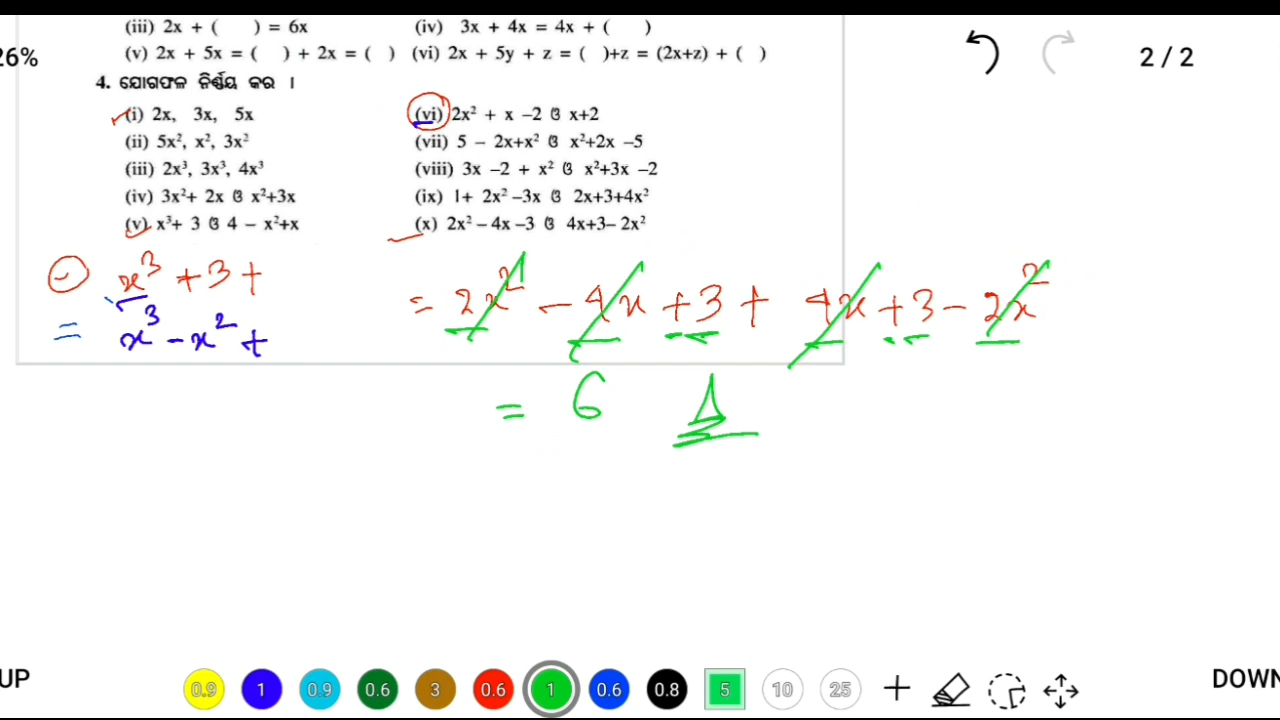 (iii) 2x + ( ) = 6x (iv) 3x + 4x = 4x + ( )
26% (v) 2x + 5x = ( ) + 2x = ( ) (vi) 2x + 5y + z = ( )+z = (2x+z) + ( ) 2 / 2
4. ଯୋଗଫଳ ନିର୍ଣ୍ଣୟ କର ।
(i) 2x, 3x, 5x (vi) 2x² + x –2 ଓ x+2
(ii) 5x², x², 3x² (vii) 5 – 2x+x² ଓ x²+2x –5
(iii) 2x³, 3x³, 4x³ (viii) 3x –2 + x² ଓ x²+3x –2
(iv) 3x²+ 2x ଓ x²+3x (ix) 1+ 2x² –3x ଓ 2x+3+4x²
(v) x³+ 3 ଓ 4 – x²+x (x) 2x² – 4x –3 ଓ 4x+3– 2x²
x³ + 3 + = 2x² – 4x + 3 + 4x + 3 – 2x²
= x³ – x² +
= 6
UP 0.9 1 0.9 0.6 3 0.6 1 0.6 0.8 5 10 25 DOWN